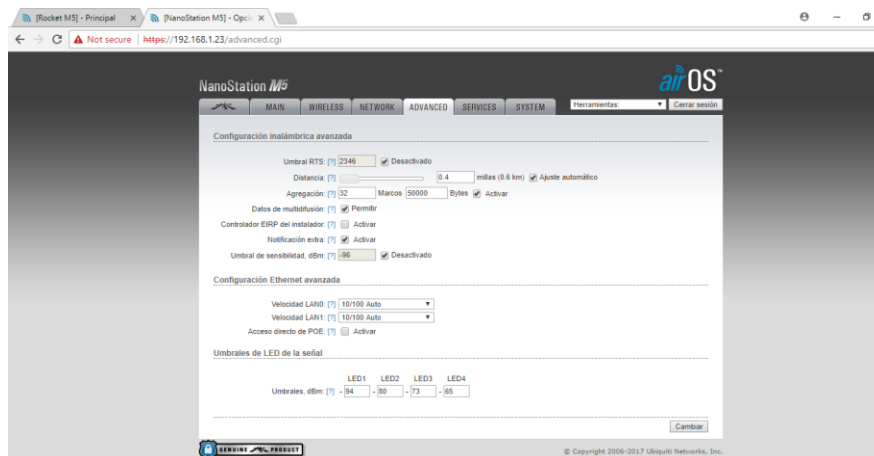 [Rocket M5] - Principal
[NanoStation M5] - Opci
Not secure https://192.168.1.23/advanced.cgi
NanoStation M5
airOS™
MAIN WIRELESS NETWORK ADVANCED SERVICES SYSTEM Herramientas: Cerrar sesión
Configuración inalámbrica avanzada
Umbral RTS: [?] 2346 Desactivado
Distancia: [?] 0.4 millas (0.6 km) Ajuste automático
Agregación: [?] 32 Marcos 50000 Bytes Activar
Datos de multidifusión: [?] Permitir
Controlador EIRP del instalador: [?] Activar
Notificación extra: [?] Activar
Umbral de sensibilidad, dBm: [?] -96 Desactivado
Configuración Ethernet avanzada
Velocidad LAN0: [?] 10/100 Auto
Velocidad LAN1: [?] 10/100 Auto
Acceso directo de POE: [?] Activar
Umbrales de LED de la señal
LED1 LED2 LED3 LED4
Umbrales, dBm: [?] - 94 - 80 - 73 - 65
Cambiar
GENUINE PRODUCT
© Copyright 2006-2017 Ubiquiti Networks, Inc.